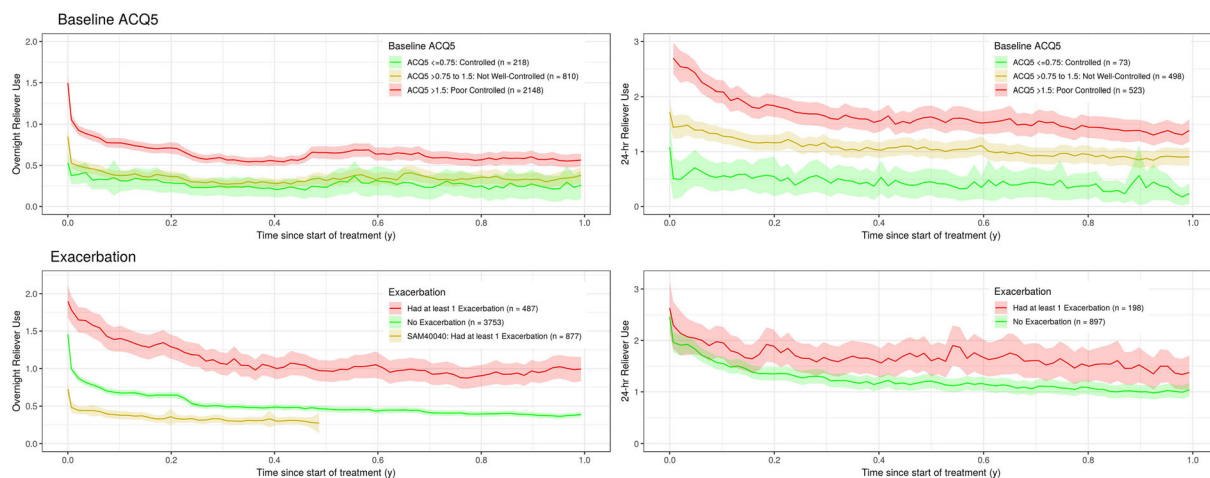 Baseline ACQ5
Overnight Reliever Use
2.0
1.5
1.0
0.5
0.0
Baseline ACQ5
ACQ5 <=0.75: Controlled (n = 218)
ACQ5 >0.75 to 1.5: Not Well-Controlled (n = 810)
ACQ5 >1.5: Poor Controlled (n = 2148)
0.0 0.2 0.4 0.6 0.8 1.0
Time since start of treatment (y)
24-hr Reliever Use
3
2
1
0
Baseline ACQ5
ACQ5 <=0.75: Controlled (n = 73)
ACQ5 >0.75 to 1.5: Not Well-Controlled (n = 498)
ACQ5 >1.5: Poor Controlled (n = 523)
0.0 0.2 0.4 0.6 0.8 1.0
Time since start of treatment (y)
Exacerbation
Overnight Reliever Use
2.0
1.5
1.0
0.5
0.0
Exacerbation
Had at least 1 Exacerbation (n = 487)
No Exacerbation (n = 3753)
SAM40040: Had at least 1 Exacerbation (n = 877)
0.0 0.2 0.4 0.6 0.8 1.0
Time since start of treatment (y)
24-hr Reliever Use
3
2
1
0
Exacerbation
Had at least 1 Exacerbation (n = 198)
No Exacerbation (n = 897)
0.0 0.2 0.4 0.6 0.8 1.0
Time since start of treatment (y)